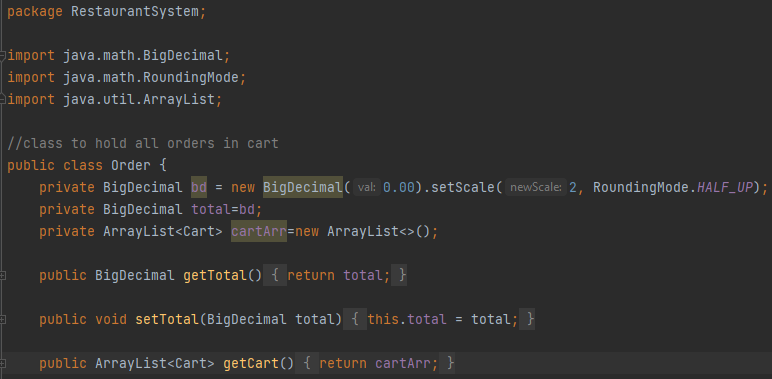 package RestaurantSystem;
import java.math.BigDecimal;
import java.math.RoundingMode;
import java.util.ArrayList;
//class to hold all orders in cart
public class Order {
private BigDecimal bd = new BigDecimal( val: 0.00).setScale( newScale: 2, RoundingMode.HALF_UP);
private BigDecimal total=bd;
private ArrayList<Cart> cartArr=new ArrayList<>();
public BigDecimal getTotal() { return total; }
public void setTotal(BigDecimal total) { this.total = total; }
public ArrayList<Cart> getCart() { return cartArr; }